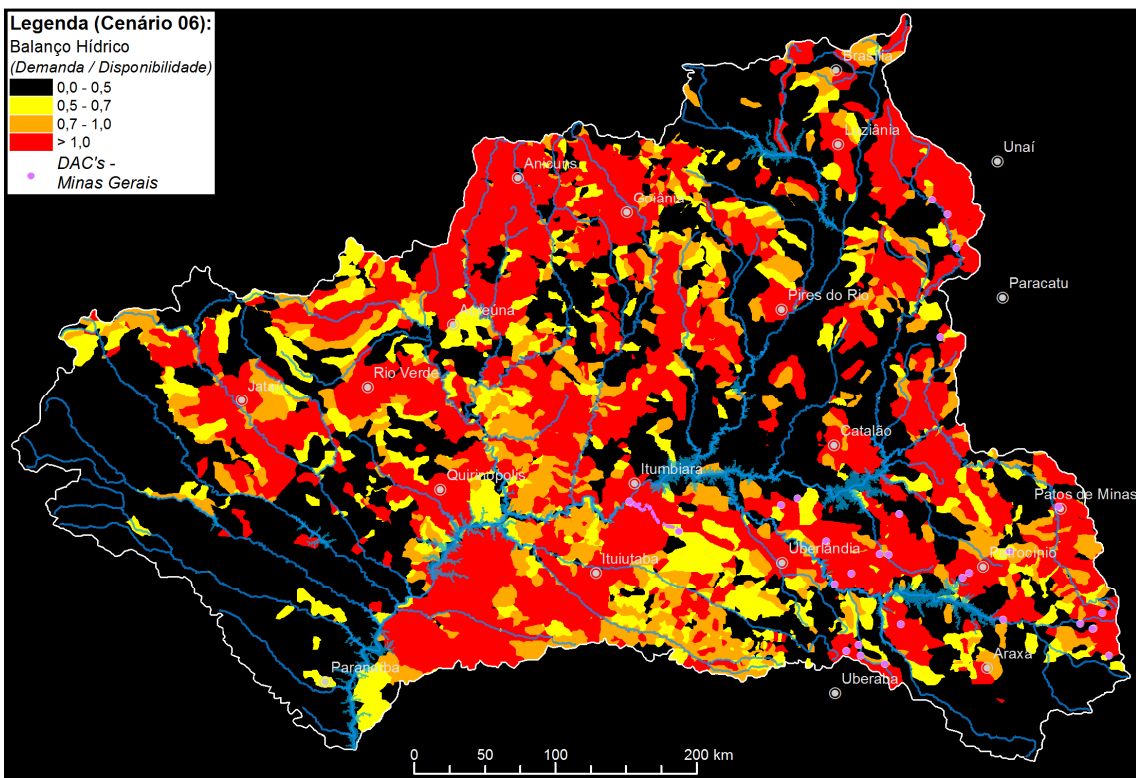 Legenda (Cenário 06):
Balanço Hídrico
(Demanda / Disponibilidade)
0,0 - 0,5
0,5 - 0,7
0,7 - 1,0
> 1,0
DAC's -
Minas Gerais
Brasília
Luziânia
Unaí
Anicuns
Goiânia
Paracatu
Pires do Rio
Acreúna
Rio Verde
Jataí
Catalão
Quirinópolis
Itumbiara
Patos de Minas
Uberlândia
Patrocínio
Ituiutaba
Araxá
Paranaíba
Uberaba
0 50 100 200 km